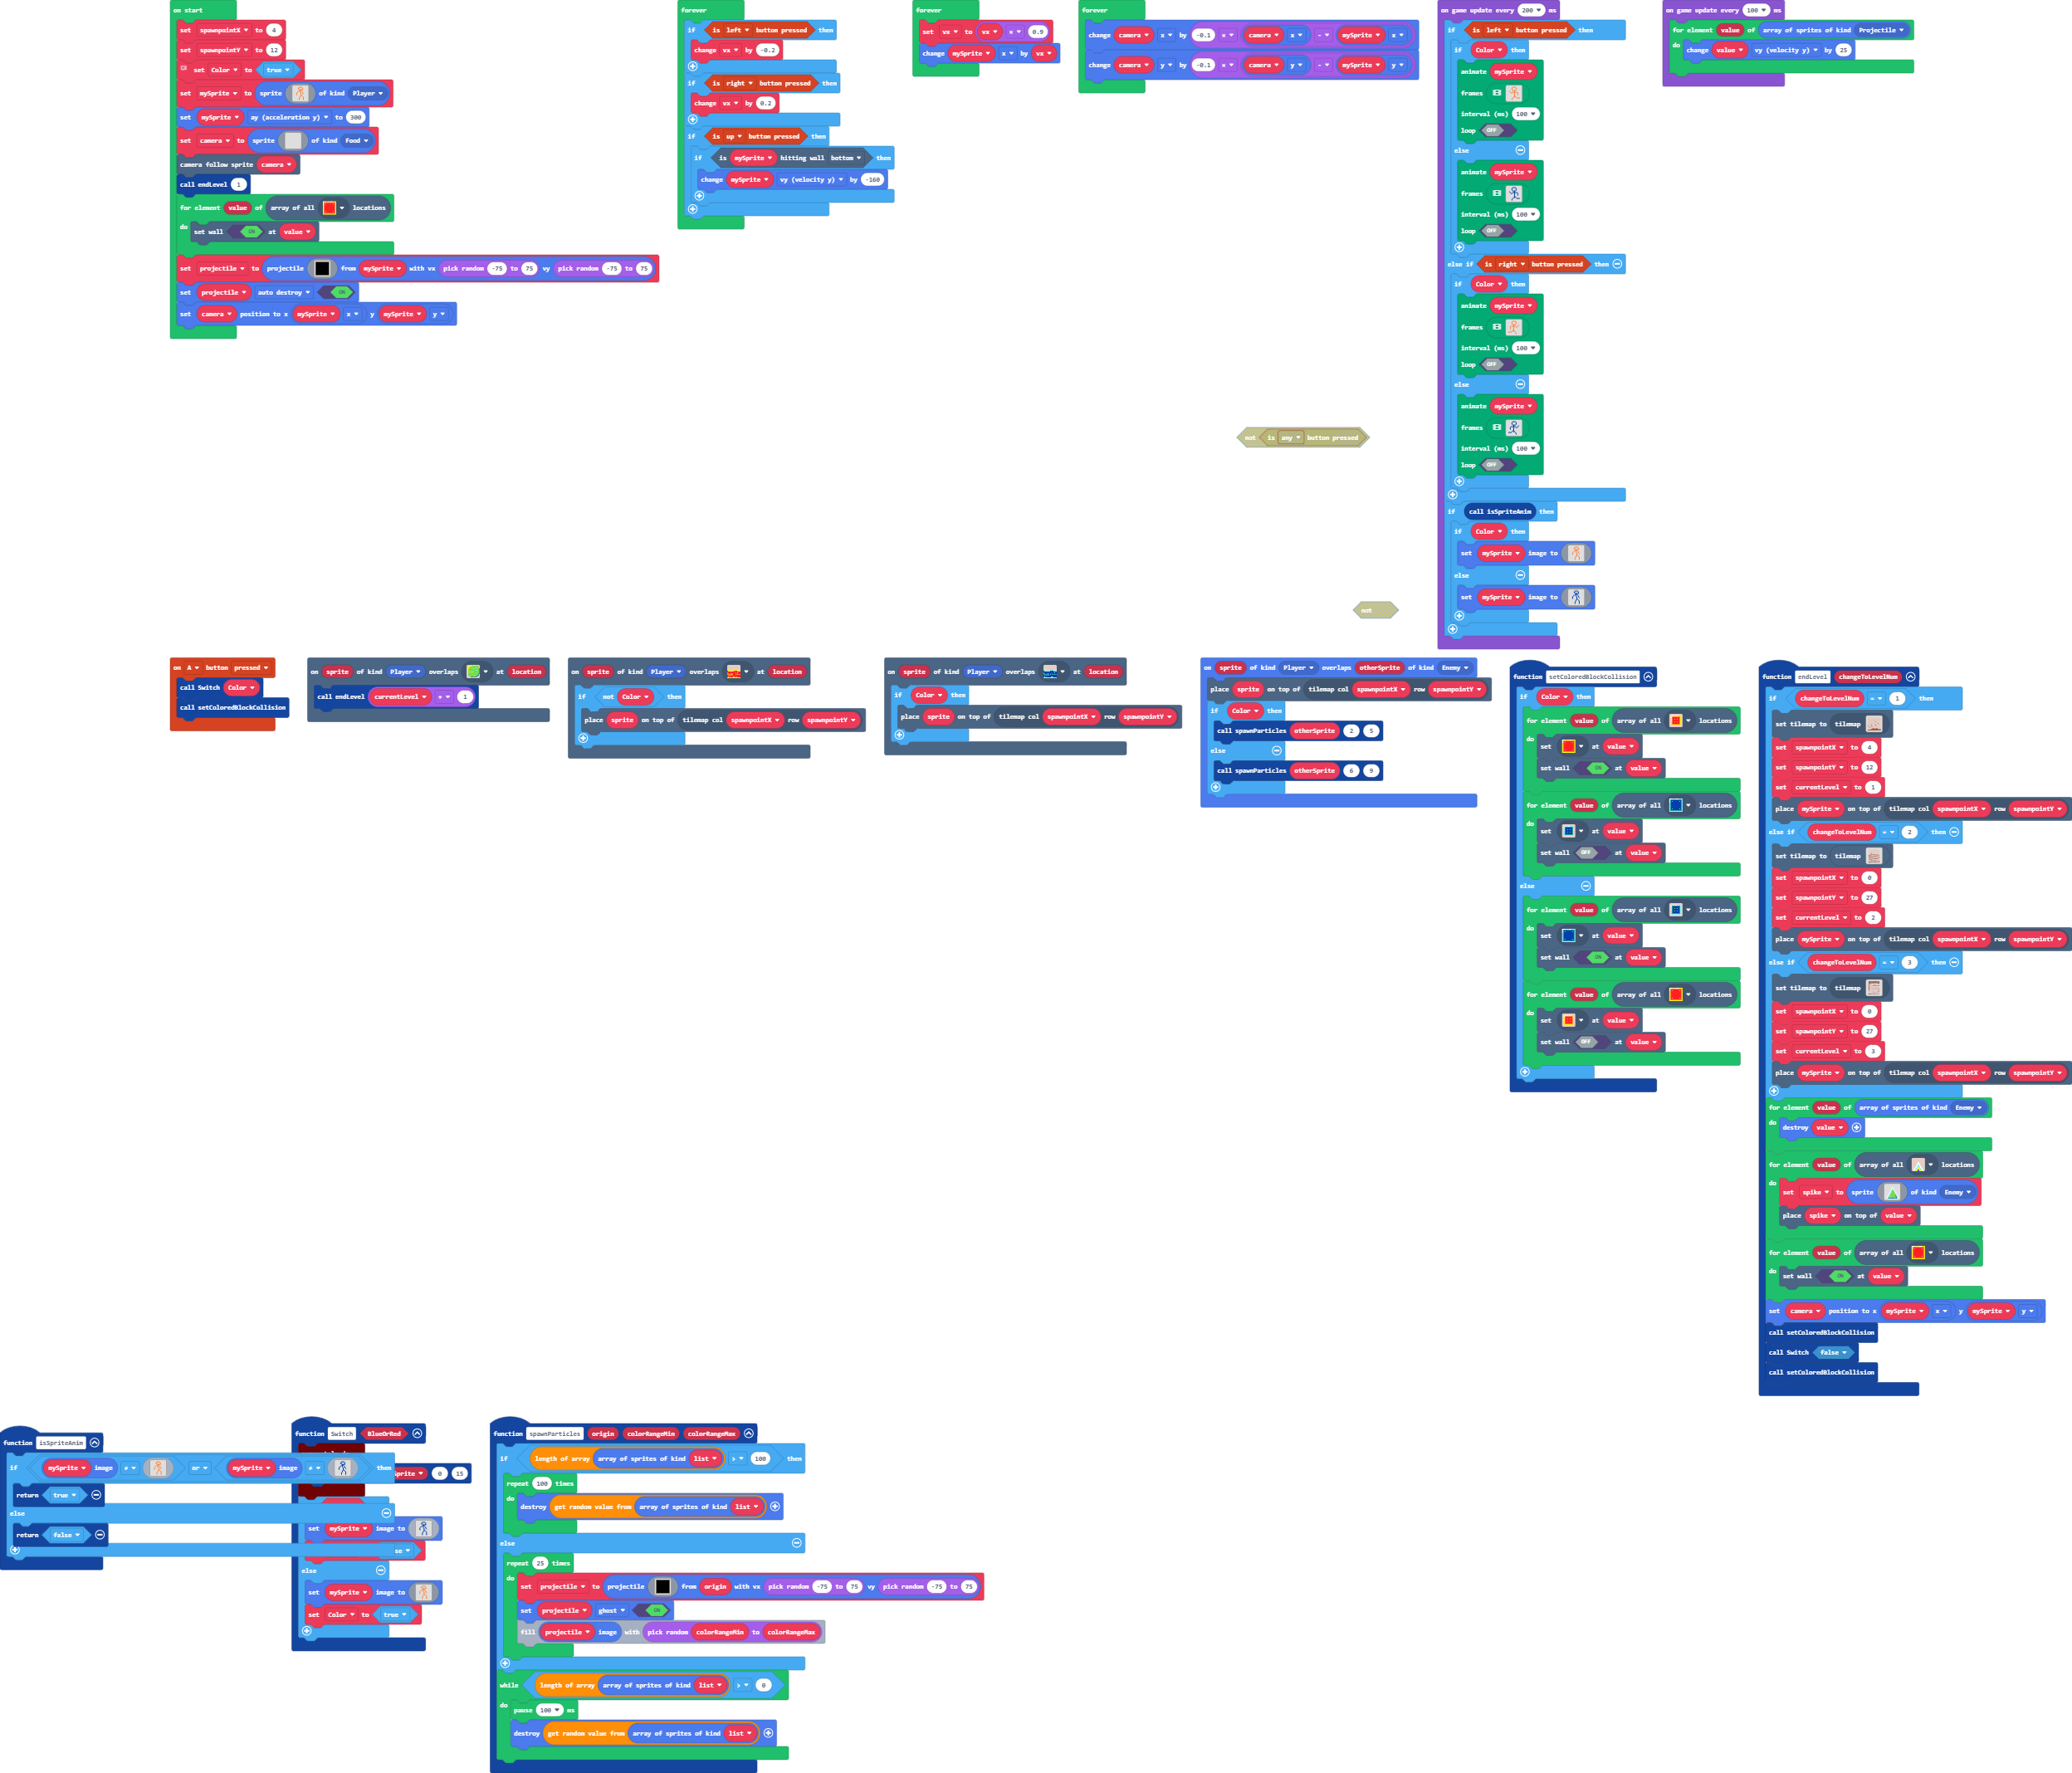 on start
set spawnpointX to 4
set spawnpointY to 12
set Color to true
set mySprite to sprite of kind Player
set mySprite ay (acceleration y) to 300
set camera to sprite of kind Food
camera follow sprite camera
call endLevel 1
for element value of array of all locations
do set wall ON at value
set projectile to projectile from mySprite with vx pick random -75 to 75 vy pick random -75 to 75
set projectile auto destroy ON
set camera position to x mySprite x y mySprite y
forever
if is left button pressed then
change vx by -0.2
if is right button pressed then
change vx by 0.2
if is up button pressed then
if is mySprite hitting wall bottom then
change mySprite vy (velocity y) by -160
forever
set vx to vx × 0.9
change mySprite x by vx
forever
change camera x by -0.1 × camera x - mySprite x
change camera y by -0.1 × camera y - mySprite y
on game update every 200 ms
if is left button pressed then
if Color then
animate mySprite
frames
interval (ms) 100
loop OFF
else
animate mySprite
frames
interval (ms) 100
loop OFF
else if is right button pressed then
if Color then
animate mySprite
frames
interval (ms) 100
loop OFF
else
animate mySprite
frames
interval (ms) 100
loop OFF
if call isSpriteAnim then
if Color then
set mySprite image to
else
set mySprite image to
on game update every 100 ms
for element value of array of sprites of kind Projectile
do change value vy (velocity y) by 25
not is any button pressed
not
on A button pressed
call Switch Color
call setColoredBlockCollision
on sprite of kind Player overlaps at location
call endLevel currentLevel + 1
on sprite of kind Player overlaps at location
if not Color then
place sprite on top of tilemap col spawnpointX row spawnpointY
on sprite of kind Player overlaps at location
if Color then
place sprite on top of tilemap col spawnpointX row spawnpointY
on sprite of kind Player overlaps otherSprite of kind Enemy
place sprite on top of tilemap col spawnpointX row spawnpointY
if Color then
call spawnParticles otherSprite 2 5
else
call spawnParticles otherSprite 6 9
function setColoredBlockCollision
if Color then
for element value of array of all locations
do set at value
set wall ON at value
for element value of array of all locations
do set at value
set wall OFF at value
else
for element value of array of all locations
do set at value
set wall ON at value
for element value of array of all locations
do set at value
set wall OFF at value
function endLevel changeToLevelNum
if changeToLevelNum = 1 then
set tilemap to tilemap
set spawnpointX to 4
set spawnpointY to 12
set currentLevel to 1
place mySprite on top of tilemap col spawnpointX row spawnpointY
else if changeToLevelNum = 2 then
set tilemap to tilemap
set spawnpointX to 0
set spawnpointY to 27
set currentLevel to 2
place mySprite on top of tilemap col spawnpointX row spawnpointY
else if changeToLevelNum = 3 then
set tilemap to tilemap
set spawnpointX to 0
set spawnpointY to 27
set currentLevel to 3
place mySprite on top of tilemap col spawnpointX row spawnpointY
for element value of array of sprites of kind Enemy
do destroy value
for element value of array of all locations
do set spike to sprite of kind Enemy
place spike on top of value
for element value of array of all locations
do set wall ON at value
set camera position to x mySprite x y mySprite y
call setColoredBlockCollision
call Switch false
call setColoredBlockCollision
function isSpriteAnim
if mySprite image ≠ or mySprite image ≠ then
return true
else
return false
function Switch BlueOrRed
0 15
set mySprite image to
else
set mySprite image to
set Color to true
function spawnParticles origin colorRangeMin colorRangeMax
if length of array array of sprites of kind list > 100 then
repeat 100 times
do destroy get random value from array of sprites of kind list
else
repeat 25 times
do set projectile to projectile from origin with vx pick random -75 to 75 vy pick random -75 to 75
set projectile ghost ON
fill projectile image with pick random colorRangeMin to colorRangeMax
while length of array array of sprites of kind list > 0
do pause 100 ms
destroy get random value from array of sprites of kind list